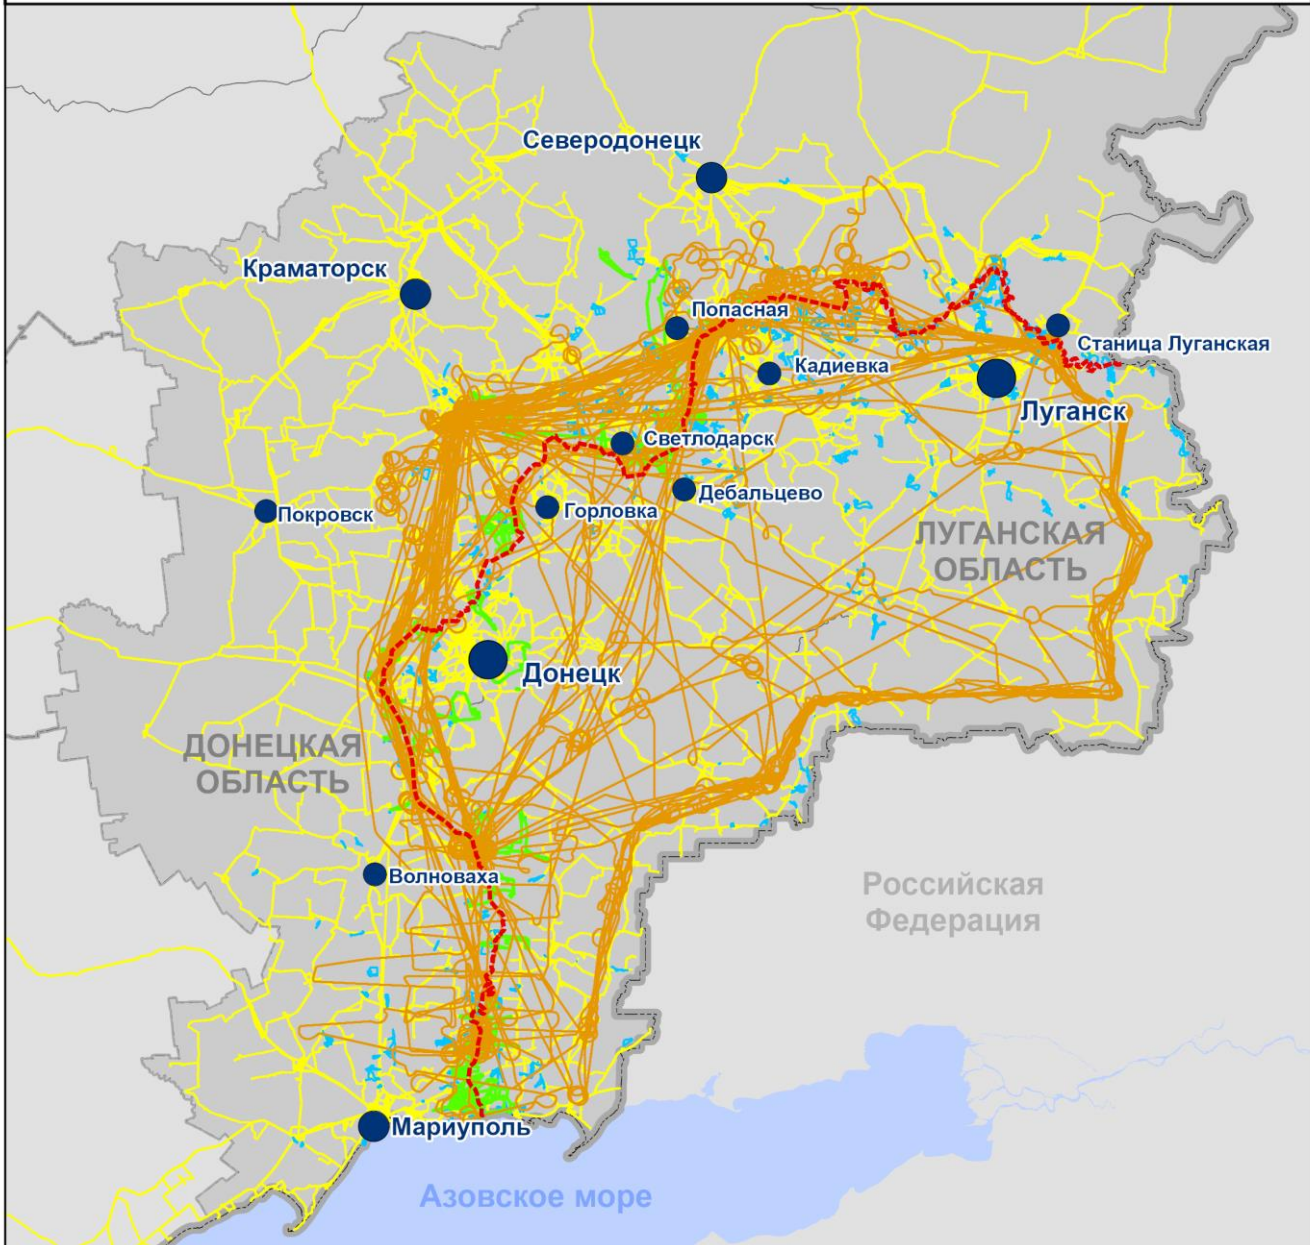 Северодонецк
Краматорск
Попасная
Станица Луганская
Кадиевка
Луганск
Светлодарск
Дебальцево
Горловка
Покровск
ЛУГАНСКАЯ
ОБЛАСТЬ
Донецк
ДОНЕЦКАЯ
ОБЛАСТЬ
Волноваха
Российская
Федерация
Мариуполь
Азовское море